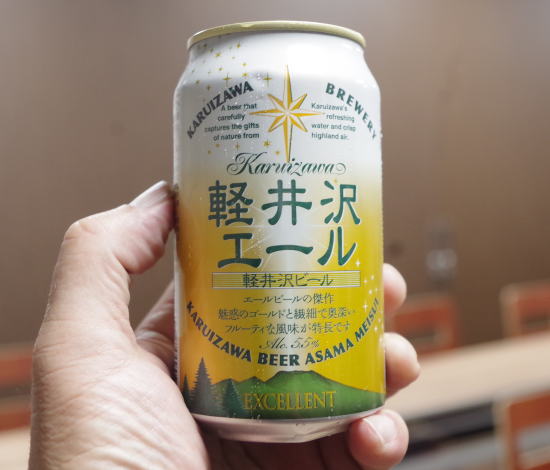 KARUIZAWA BREWERY
A beer that
carefully
captures the gifts
of nature from
Karuizawa's
refreshing
water and crisp
highland air.
Karuizawa
軽井沢
エール
軽井沢ビール
エールビールの傑作
魅惑のゴールドと繊細で奥深い
フルーティな風味が特長です
Alc. 5.5%
KARUIZAWA BEER ASAMA MEISUI
EXCELLENT